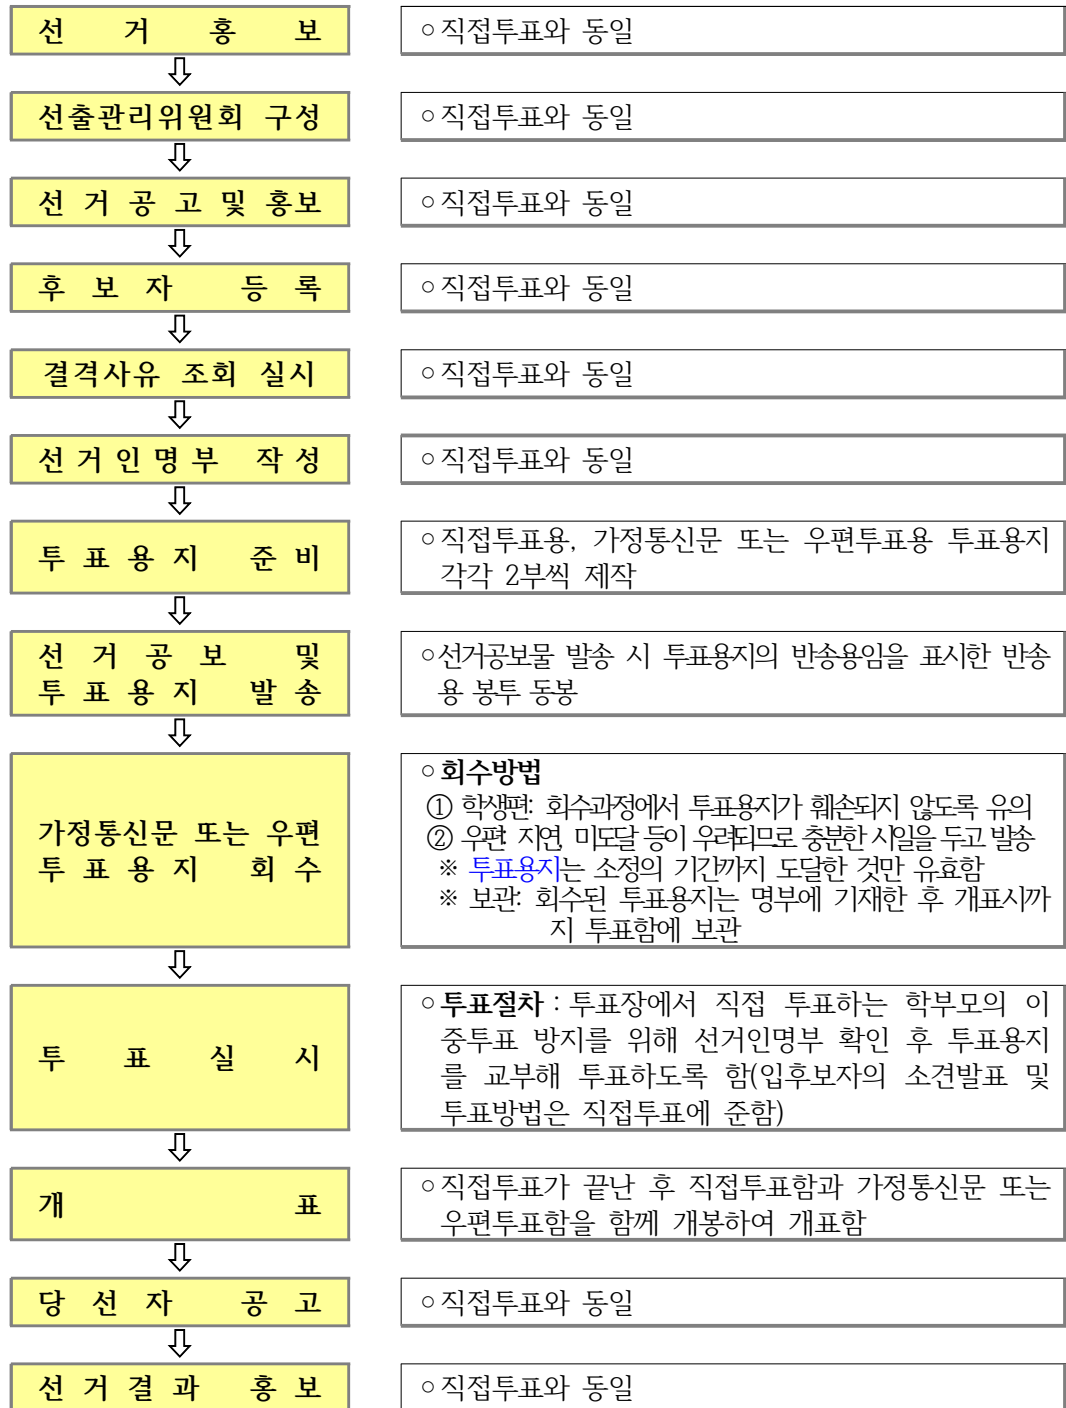 선 거 홍 보
○직접투표와 동일
선출관리위원회 구성
○직접투표와 동일
선 거 공 고 및 홍보
○직접투표와 동일
후 보 자 등 록
○직접투표와 동일
결격사유 조회 실시
○직접투표와 동일
선 거 인 명 부 작 성
○직접투표와 동일
투 표 용 지 준 비
○직접투표용, 가정통신문 또는 우편투표용 투표용지
각각 2부씩 제작
선 거 공 보 및
투 표 용 지 발 송
○선거공보물 발송 시 투표용지의 반송용임을 표시한 반송
용 봉투 동봉
가정통신문 또는 우편
투 표 용 지 회 수
○회수방법
① 학생편: 회수과정에서 투표용지가 훼손되지 않도록 유의
② 우편: 지연, 미도달 등이 우려되므로 충분한 시일을 두고 발송
※ 투표용지는 소정의 기간까지 도달한 것만 유효함
※ 보관: 회수된 투표용지는 명부에 기재한 후 개표시까
지 투표함에 보관
투 표 실 시
○투표절차 : 투표장에서 직접 투표하는 학부모의 이
중투표 방지를 위해 선거인명부 확인 후 투표용지
를 교부해 투표하도록 함(입후보자의 소견발표 및
투표방법은 직접투표에 준함)
개 표
○직접투표가 끝난 후 직접투표함과 가정통신문 또는
우편투표함을 함께 개봉하여 개표함
당 선 자 공 고
○직접투표와 동일
선 거 결 과 홍 보
○직접투표와 동일